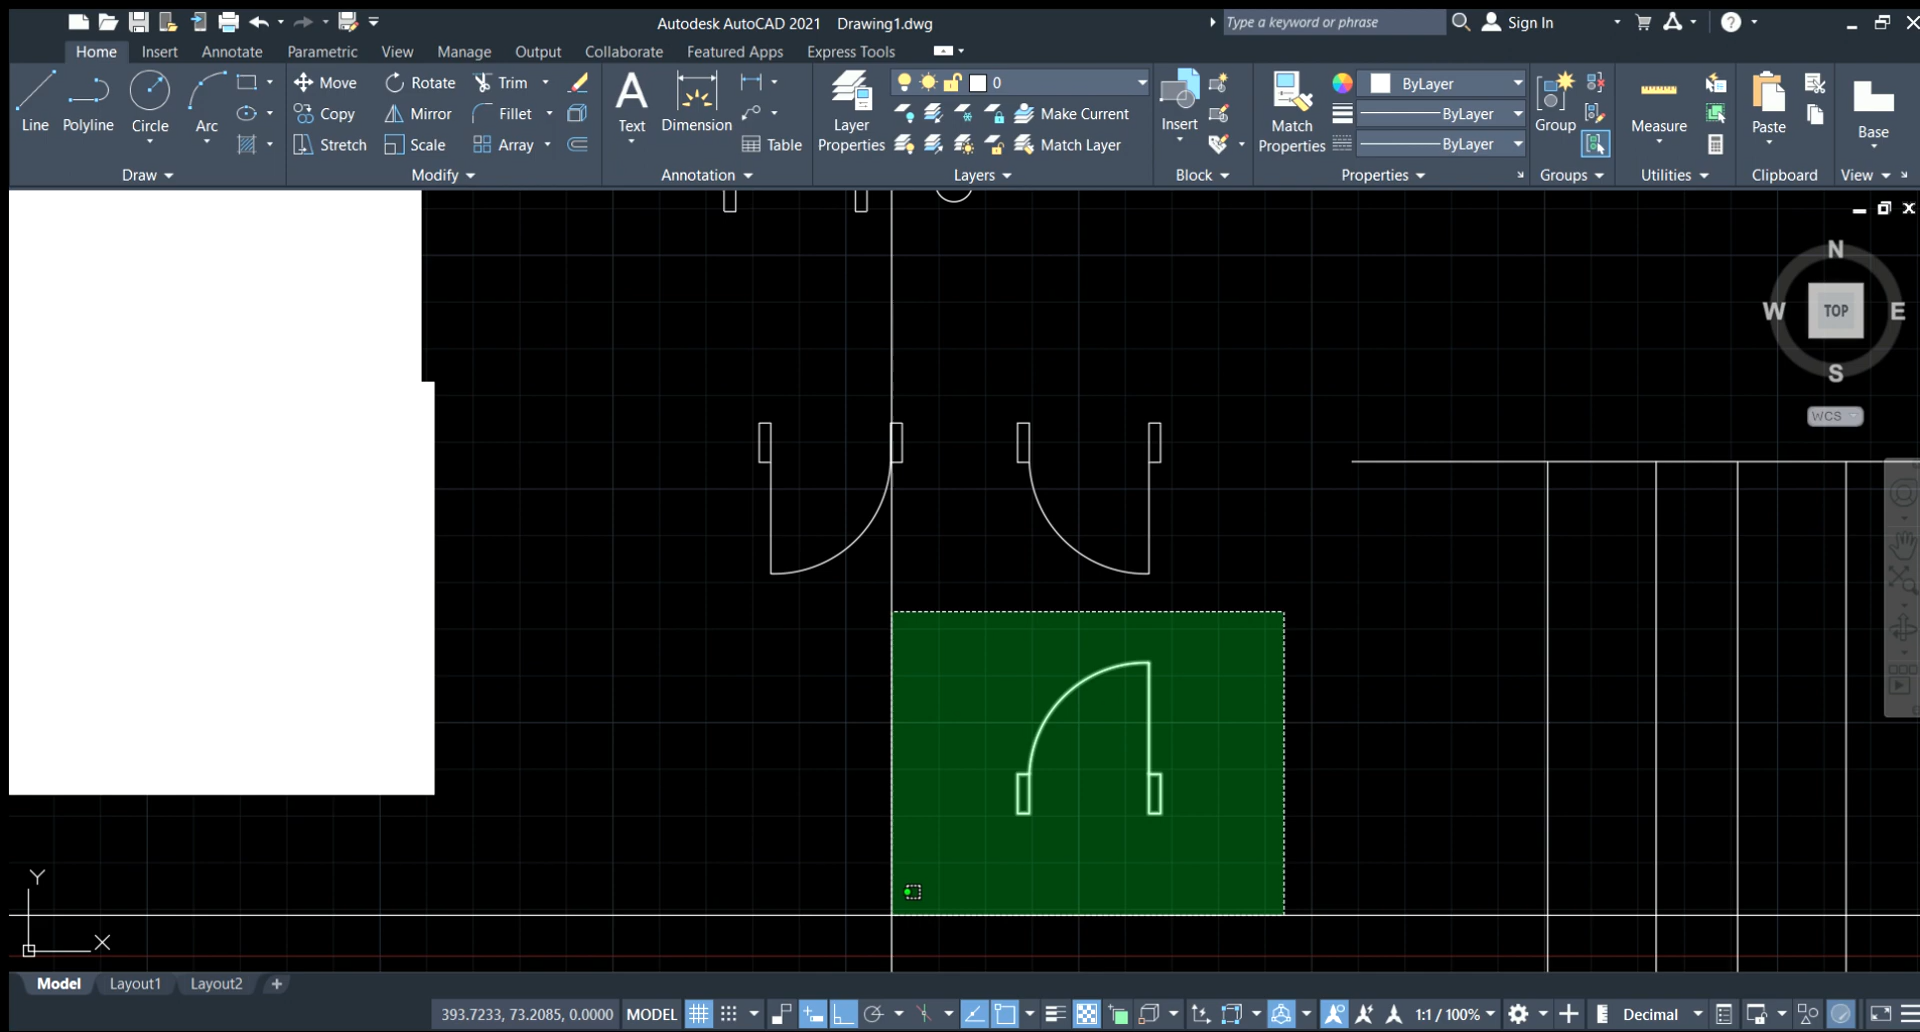 Autodesk AutoCAD 2021 Drawing1.dwg
Type a keyword or phrase
Sign In
Home Insert Annotate Parametric View Manage Output Collaborate Featured Apps Express Tools
Line
Polyline
Circle
Arc
Move
Rotate
Trim
Copy
Mirror
Fillet
Stretch
Scale
Array
Text
Dimension
Table
Layer
Properties
0
Make Current
Match Layer
Insert
Match
Properties
ByLayer
ByLayer
ByLayer
Group
Measure
Paste
Base
Draw
Modify
Annotation
Layers
Block
Properties
Groups
Utilities
Clipboard
View
N
W
TOP
E
S
WCS
Y
X
Model Layout1 Layout2 +
393.7233, 73.2085, 0.0000 MODEL
1:1 / 100%
Decimal